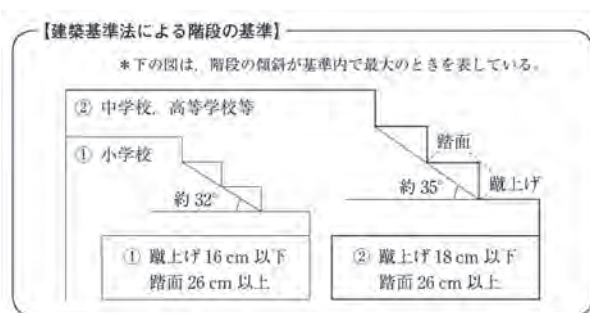 【建築基準法による階段の基準】
＊下の図は，階段の傾斜が基準内で最大のときを表している。
② 中学校，高等学校等
① 小学校
踏面
蹴上げ
約 32°
約 35°
① 蹴上げ 16 cm 以下
踏面 26 cm 以上
② 蹴上げ 18 cm 以下
踏面 26 cm 以上